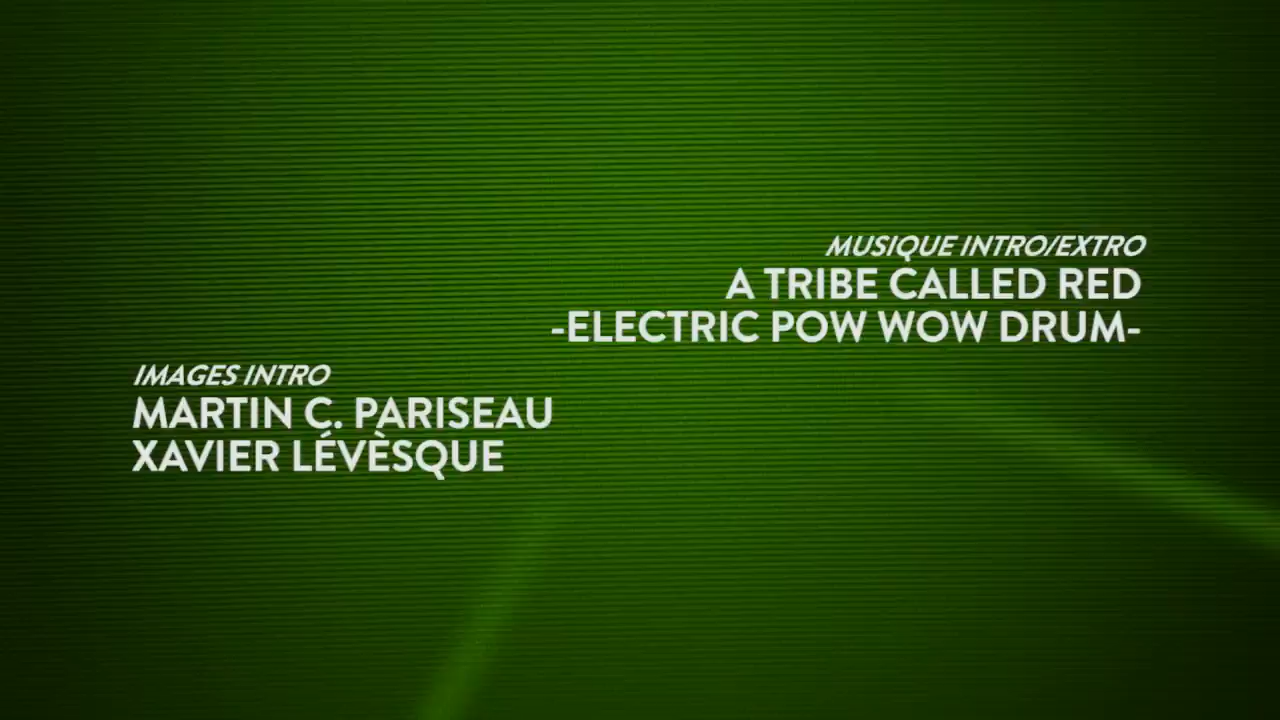 MUSIQUE INTRO/EXTRO
A TRIBE CALLED RED
-ELECTRIC POW WOW DRUM-
IMAGES INTRO
MARTIN C. PARISEAU
XAVIER LÉVÈSQUE